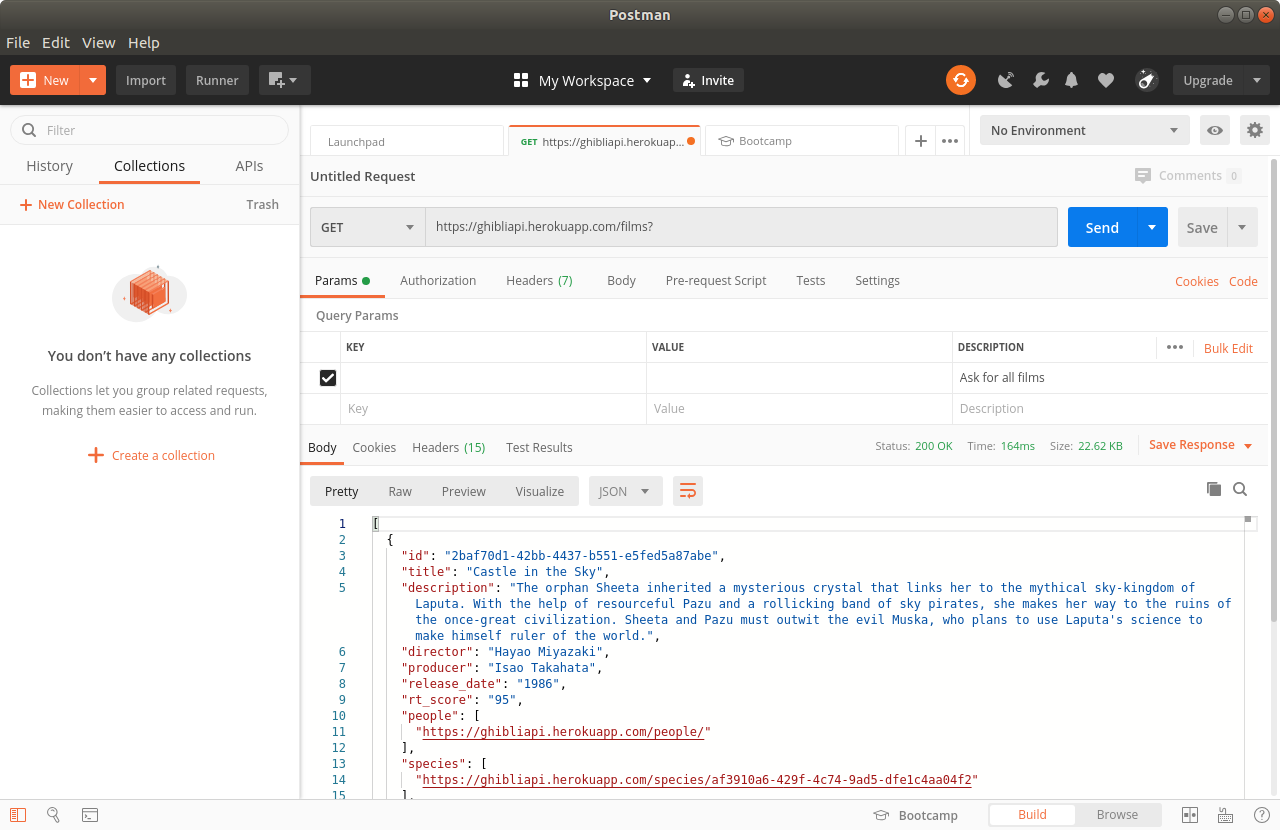 Postman
File Edit View Help
New Import Runner My Workspace Invite Upgrade
Filter
History Collections APIs
New Collection Trash
You don't have any collections
Collections let you group related requests,
making them easier to access and run.
Create a collection
Launchpad GET https://ghibliapi.herokuap... Bootcamp No Environment
Untitled Request Comments 0
GET https://ghibliapi.herokuapp.com/films? Send Save
Params Authorization Headers (7) Body Pre-request Script Tests Settings Cookies Code
Query Params
KEY VALUE DESCRIPTION Bulk Edit
Ask for all films
Key Value Description
Body Cookies Headers (15) Test Results Status: 200 OK Time: 164ms Size: 22.62 KB Save Response
Pretty Raw Preview Visualize JSON
1 [
2 {
3 "id": "2baf70d1-42bb-4437-b551-e5fed5a87abe",
4 "title": "Castle in the Sky",
5 "description": "The orphan Sheeta inherited a mysterious crystal that links her to the mythical sky-kingdom of
Laputa. With the help of resourceful Pazu and a rollicking band of sky pirates, she makes her way to the ruins of
the once-great civilization. Sheeta and Pazu must outwit the evil Muska, who plans to use Laputa's science to
make himself ruler of the world.",
6 "director": "Hayao Miyazaki",
7 "producer": "Isao Takahata",
8 "release_date": "1986",
9 "rt_score": "95",
10 "people": [
11 "https://ghibliapi.herokuapp.com/people/"
12 ],
13 "species": [
14 "https://ghibliapi.herokuapp.com/species/af3910a6-429f-4c74-9ad5-dfe1c4aa04f2"
15 ],
Bootcamp Build Browse